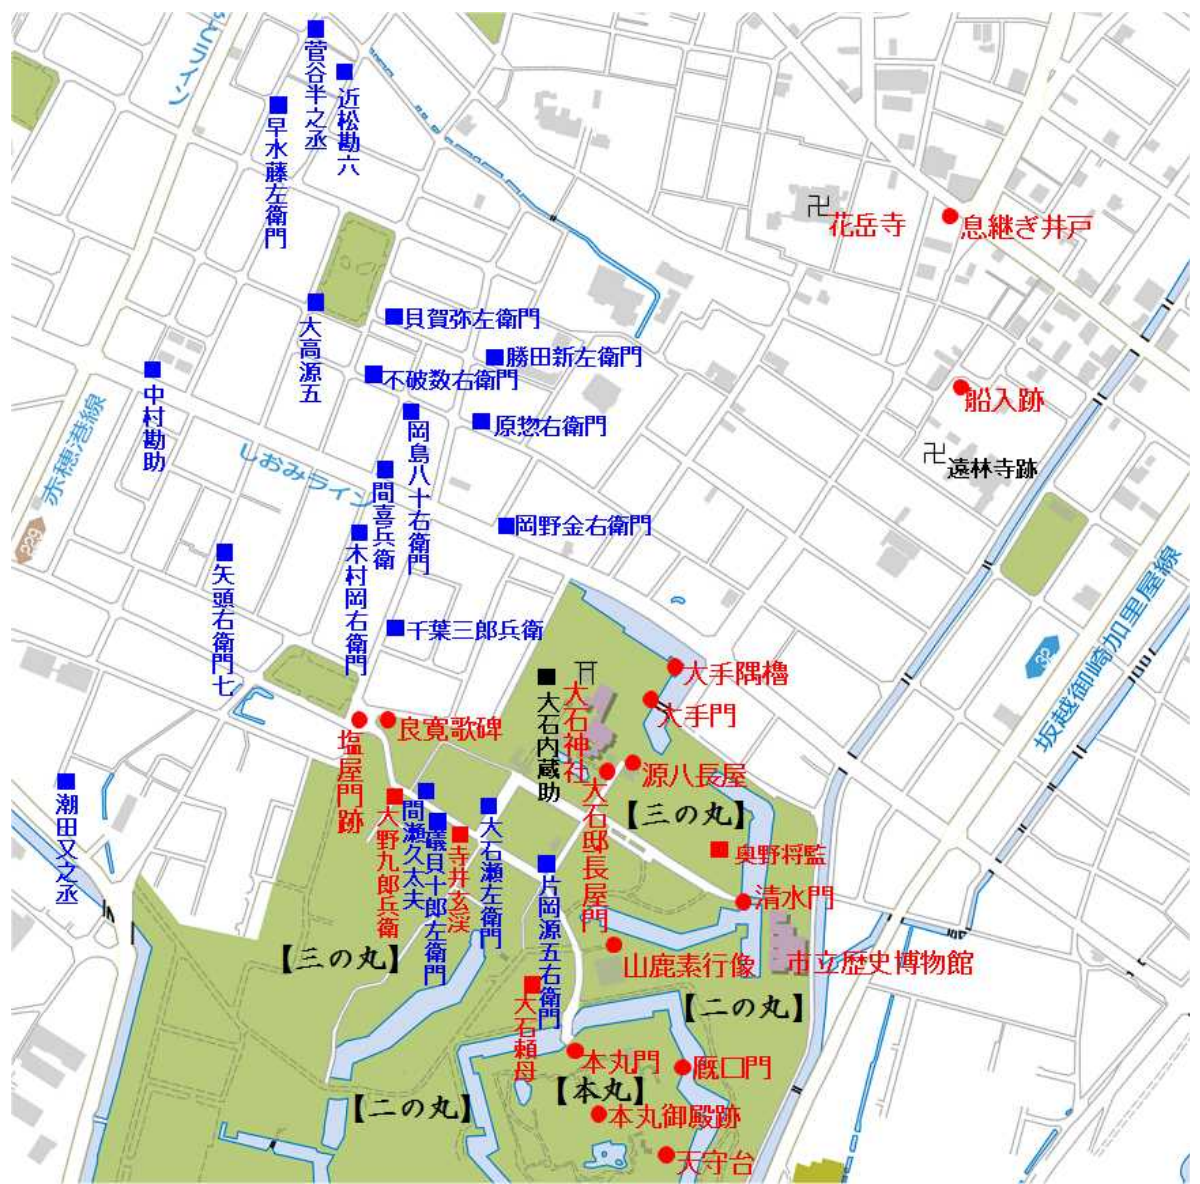 とライン
菅谷半之丞
近松勘六
早水藤左衛門
花岳寺
息継ぎ井戸
大高源五
貝賀弥左衛門
勝田新左衛門
不破数右衛門
中村勘助
赤穂港線
229
岡島八十右衛門
原惣右衛門
船入跡
遠林寺跡
しおみライン
間喜兵衛
岡野金右衛門
木村岡右衛門
矢頭右衛門七
千葉三郎兵衛
坂越御崎加里屋線
32
大手隅櫓
大手門
大石神社
大石内蔵助
良寛歌碑
塩屋門跡
源八長屋
大石邸長屋門
【三の丸】
潮田又之丞
大野九郎兵衛
間瀬久太夫
礒貝十郎左衛門
寺井玄渓
大石瀬左衛門
片岡源五右衛門
奥野将監
清水門
山鹿素行像
市立歴史博物館
【三の丸】
大石頼母
【二の丸】
本丸門
厩口門
【本丸】
【二の丸】
本丸御殿跡
天守台